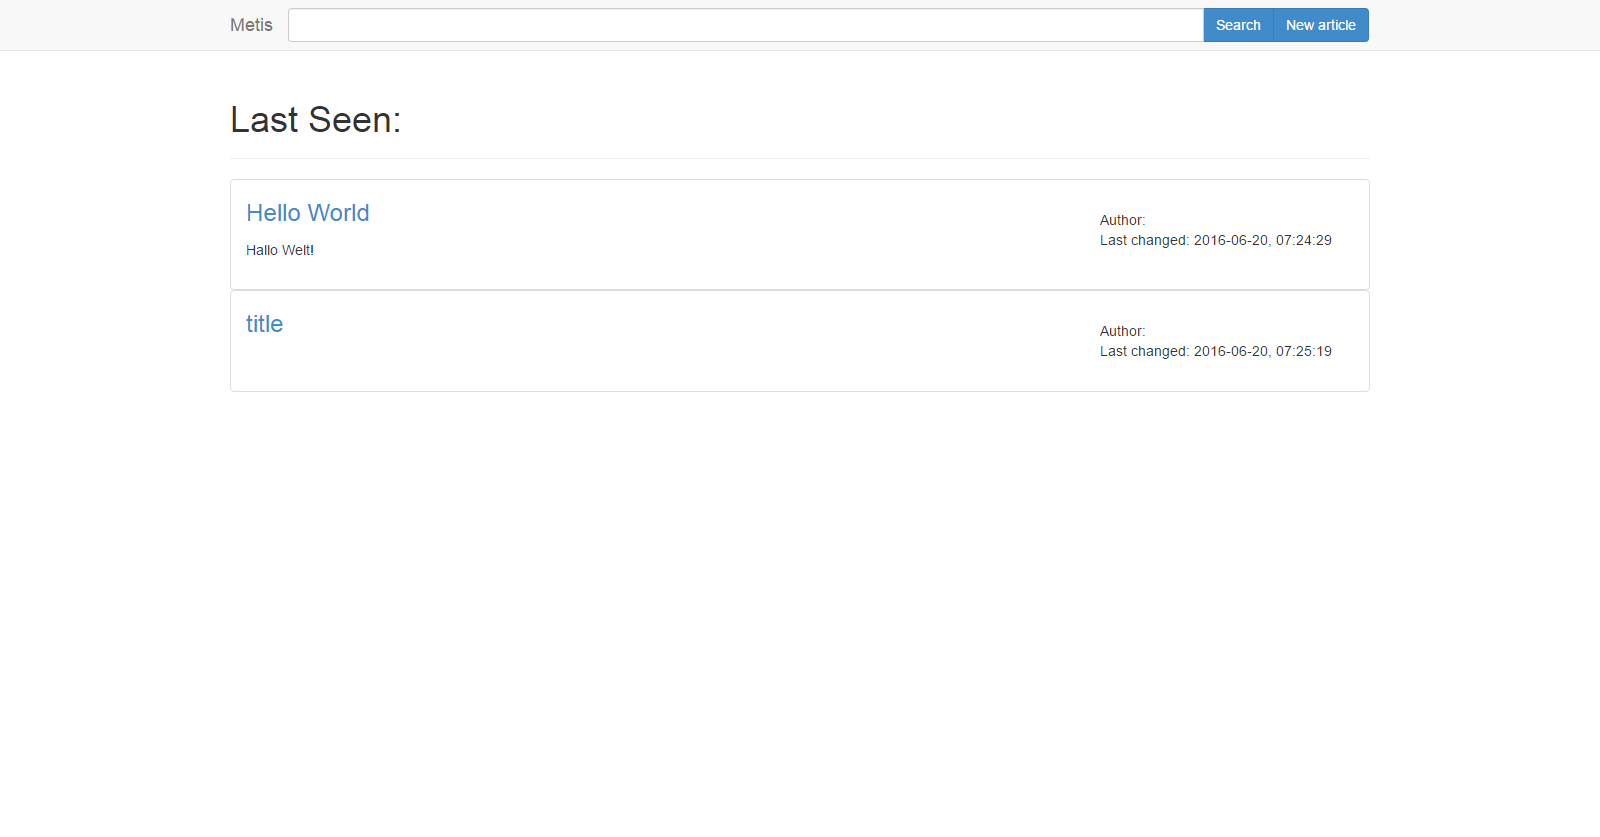 Metis Search New article
Last Seen:
Hello World
Hallo Welt!
Author:
Last changed: 2016-06-20, 07:24:29
title
Author:
Last changed: 2016-06-20, 07:25:19